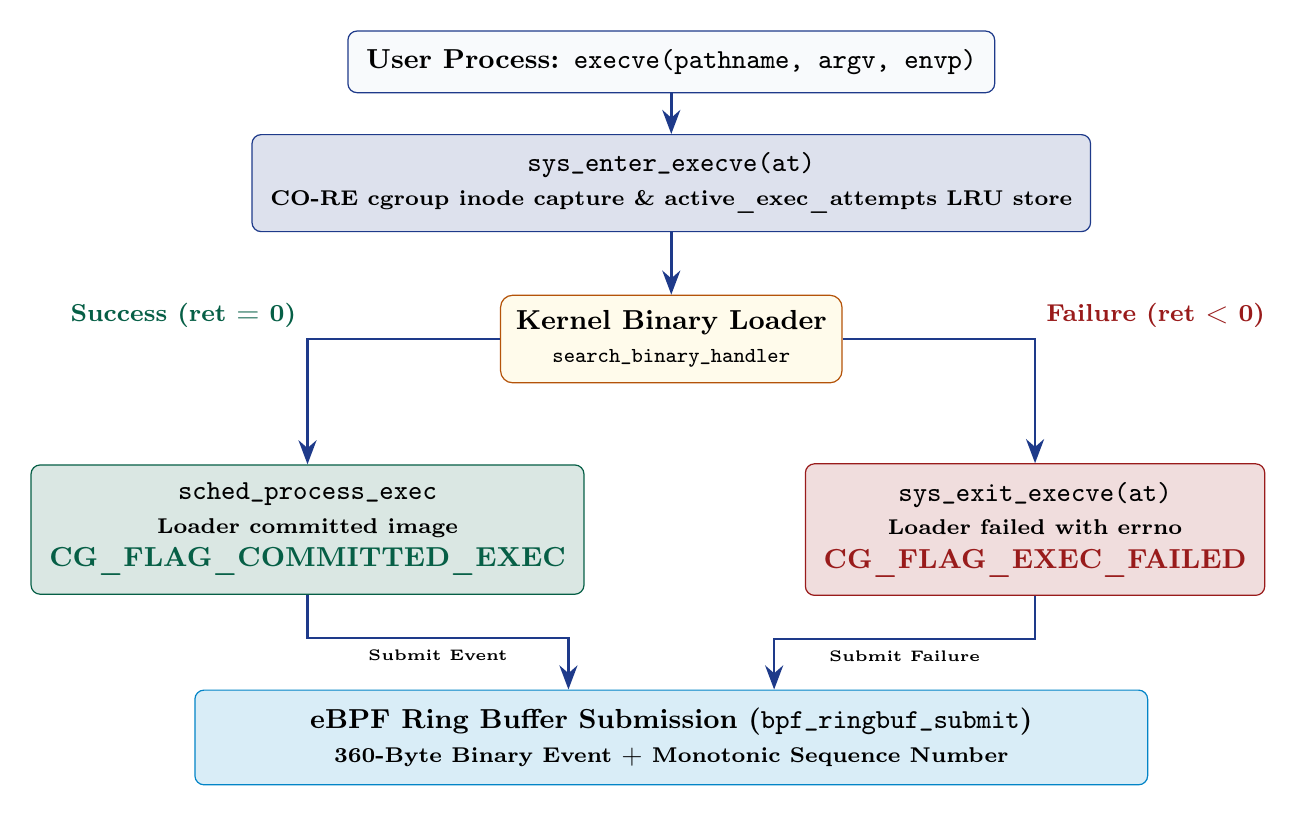 User Process: execve(pathname, argv, envp)
sys_enter_execve(at)
CO-RE cgroup inode capture & active_exec_attempts LRU store
Success (ret = 0)
Failure (ret < 0)
Kernel Binary Loader
search_binary_handler
sched_process_exec
Loader committed image
CG_FLAG_COMMITTED_EXEC
sys_exit_execve(at)
Loader failed with errno
CG_FLAG_EXEC_FAILED
Submit Event
Submit Failure
eBPF Ring Buffer Submission (bpf_ringbuf_submit)
360-Byte Binary Event + Monotonic Sequence Number